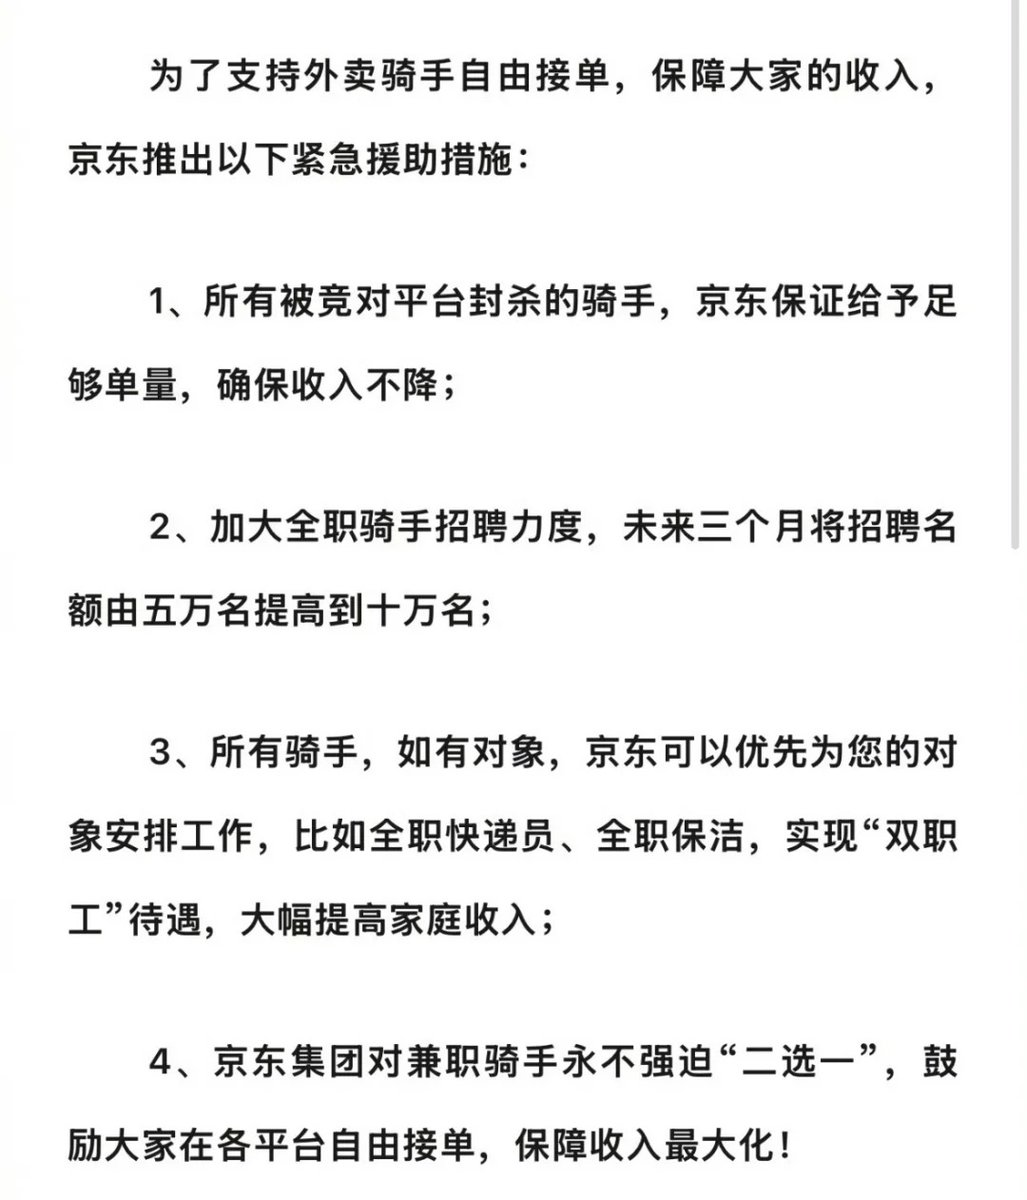 为了支持外卖骑手自由接单，保障大家的收入，
京东推出以下紧急援助措施：
1、所有被竞对平台封杀的骑手，京东保证给予足
够单量，确保收入不降；
2、加大全职骑手招聘力度，未来三个月将招聘名
额由五万名提高到十万名；
3、所有骑手，如有对象，京东可以优先为您的对
象安排工作，比如全职快递员、全职保洁，实现“双职
工”待遇，大幅提高家庭收入；
4、京东集团对兼职骑手永不强迫“二选一”，鼓
励大家在各平台自由接单，保障收入最大化！